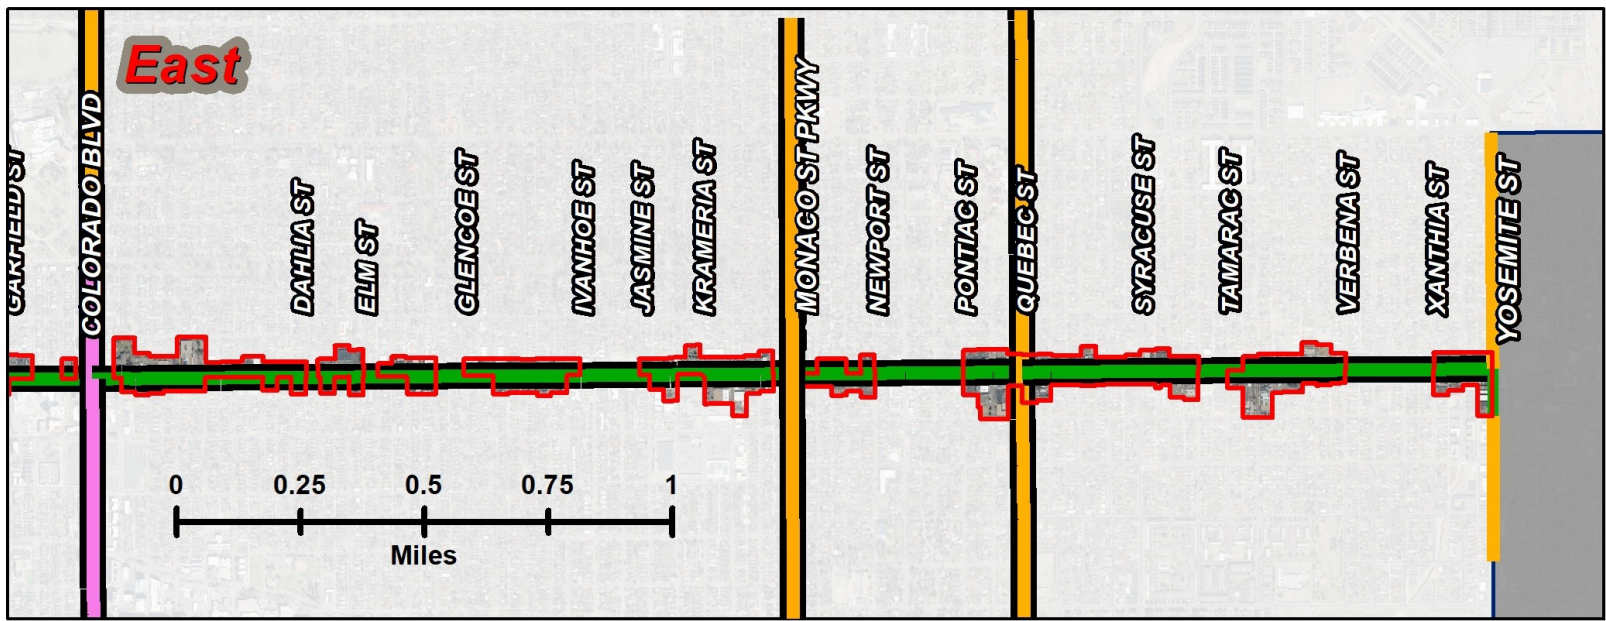 East
GARFIELD ST
COLORADO BLVD
DAHLIA ST
ELM ST
GLENCOE ST
IVANHOE ST
JASMINE ST
KRAMERIA ST
MONACO ST PKWY
NEWPORT ST
PONTIAC ST
QUEBEC ST
SYRACUSE ST
TAMARAC ST
VERBENA ST
XANTHIA ST
YOSEMITE ST
0 0.25 0.5 0.75 1
Miles